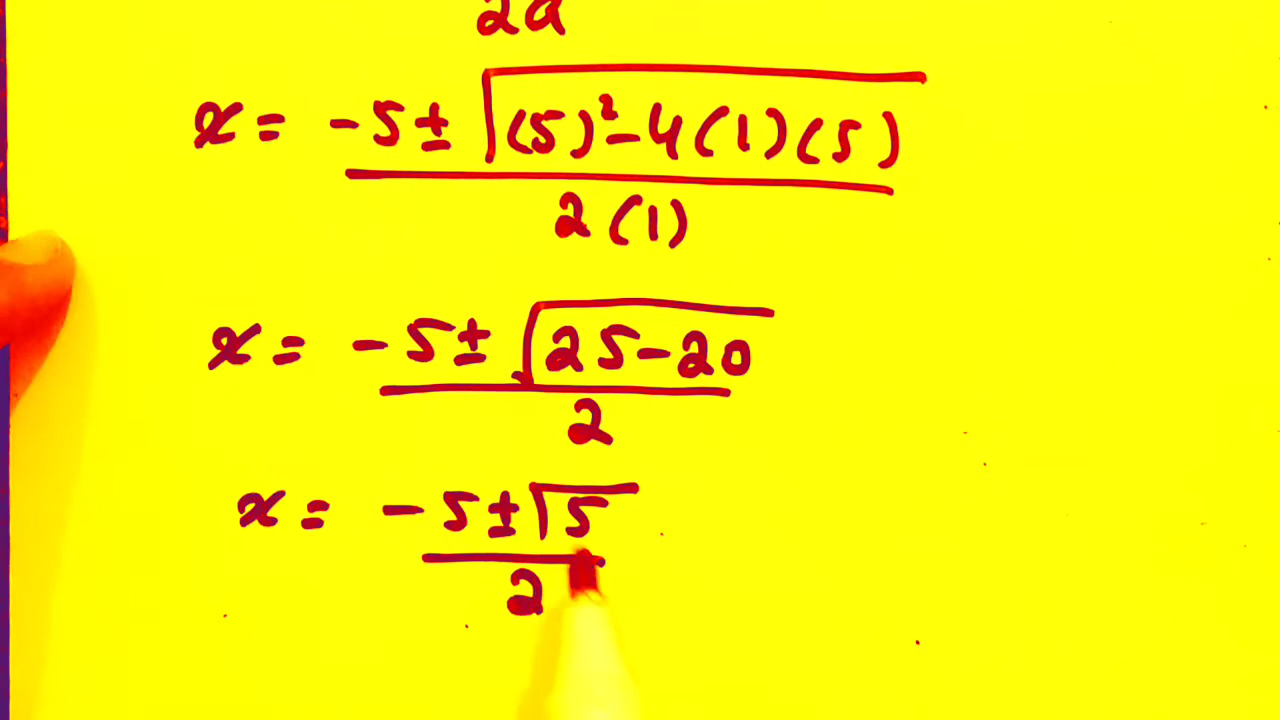 2a
x = -5 ± √(5)² - 4(1)(5)
2(1)
x = -5 ± √25-20
2
x = -5 ± √5
2